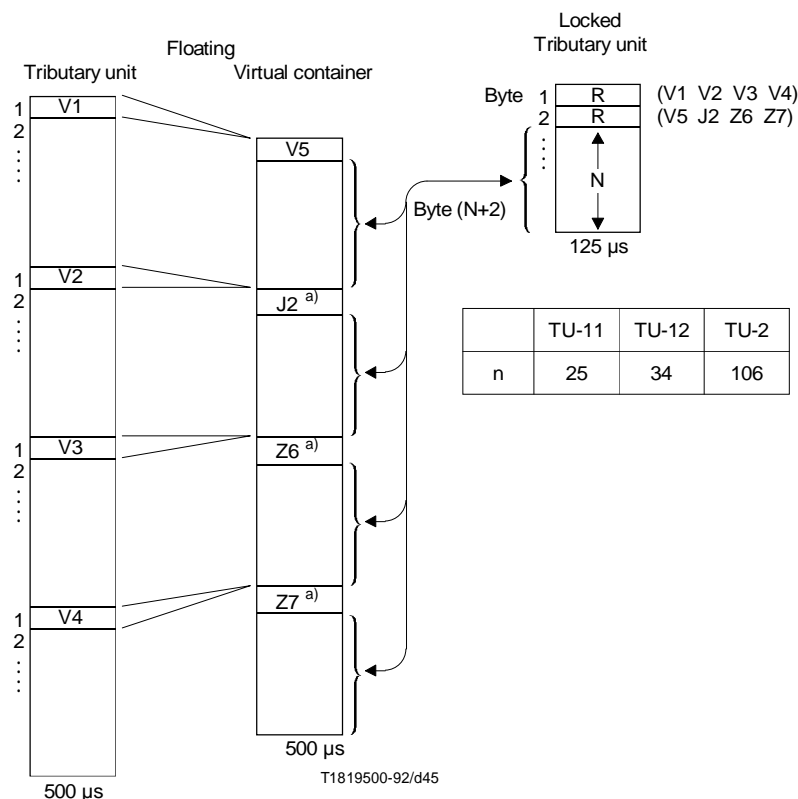 Floating
Tributary unit
Virtual container
1
V1
2
V5
1
V2
2
J2 a)
1
V3
2
Z6 a)
Z7 a)
1
V4
2
500 µs
500 µs
Byte (N+2)
Locked
Tributary unit
Byte 1 R (V1 V2 V3 V4)
2 R (V5 J2 Z6 Z7)
N
125 µs
TU-11 TU-12 TU-2
n 25 34 106
T1819500-92/d45